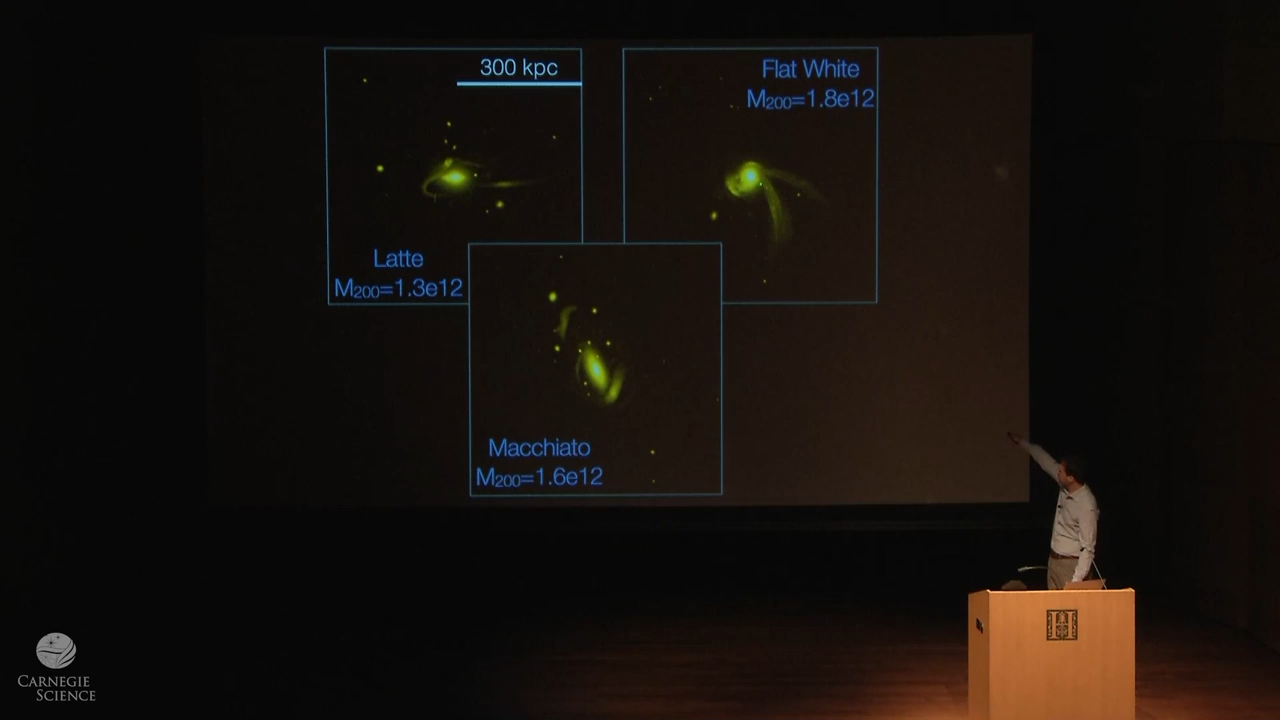 300 kpc
Latte
M₂₀₀=1.3e12
Flat White
M₂₀₀=1.8e12
Macchiato
M₂₀₀=1.6e12
H
CARNEGIE
SCIENCE